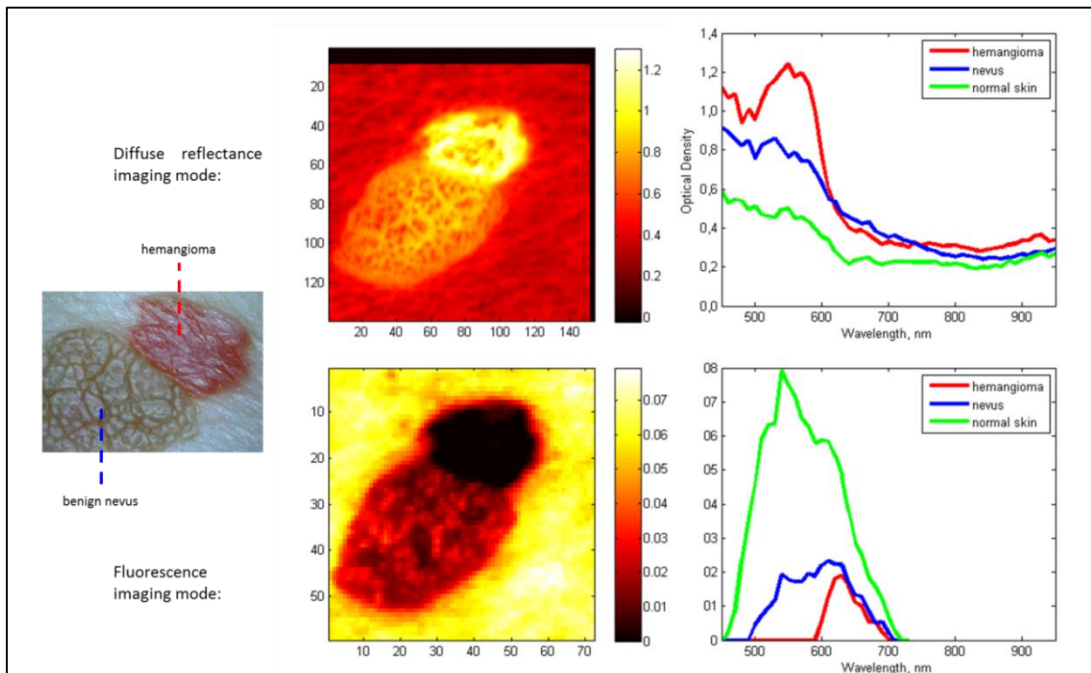 Diffuse reflectance
imaging mode:
hemangioma
benign nevus
Fluorescence
imaging mode:
20
40
60
80
100
120
20 40 60 80 100 120 140
1.2
1
0.8
0.6
0.4
0.2
0
1,4
1,2
1,0
0,8
0,6
0,4
0,2
0,0
Optical Density
hemangioma
nevus
normal skin
500 600 700 800 900
Wavelength, nm
10
20
30
40
50
10 20 30 40 50 60 70
0.07
0.06
0.05
0.04
0.03
0.02
0.01
0
08
07
06
05
04
03
02
01
0
hemangioma
nevus
normal skin
500 600 700 800 900
Wavelength, nm